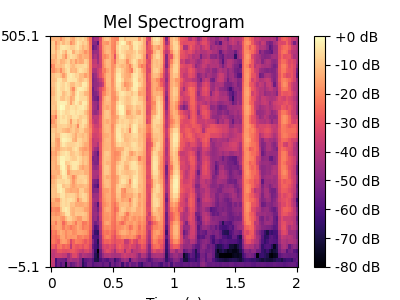 Mel Spectrogram
505.1
−5.1
0
0.5
1
1.5
2
+0 dB
-10 dB
-20 dB
-30 dB
-40 dB
-50 dB
-60 dB
-70 dB
-80 dB